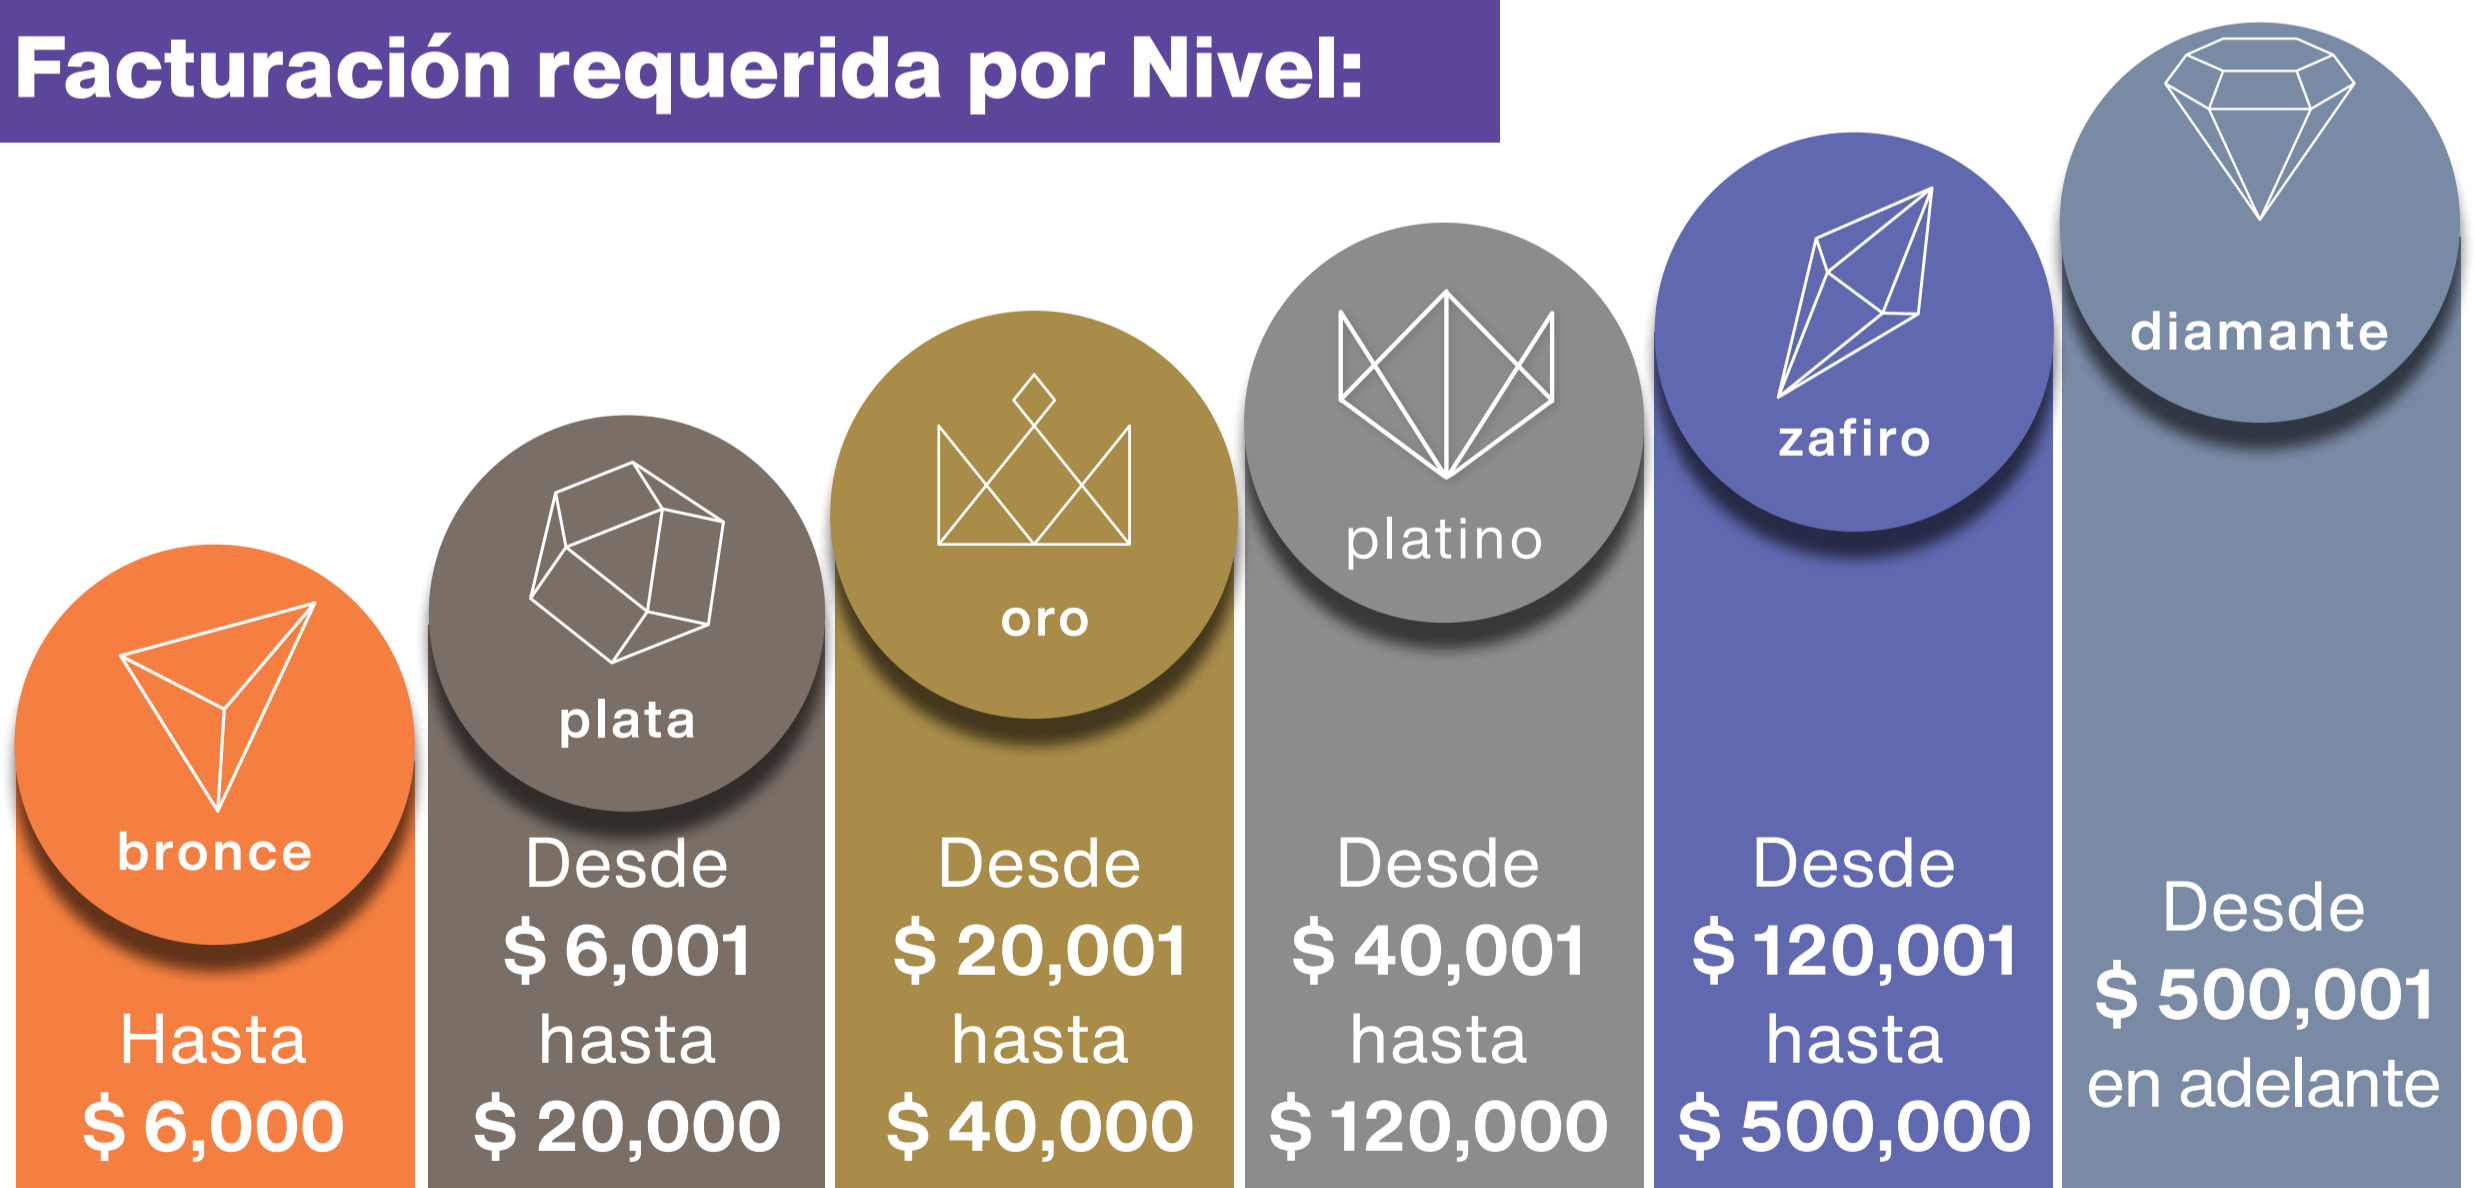 Facturación requerida por Nivel:
bronce
Hasta
$ 6,000
plata
Desde
$ 6,001
hasta
$ 20,000
oro
Desde
$ 20,001
hasta
$ 40,000
platino
Desde
$ 40,001
hasta
$ 120,000
zafiro
Desde
$ 120,001
hasta
$ 500,000
diamante
Desde
$ 500,001
en adelante